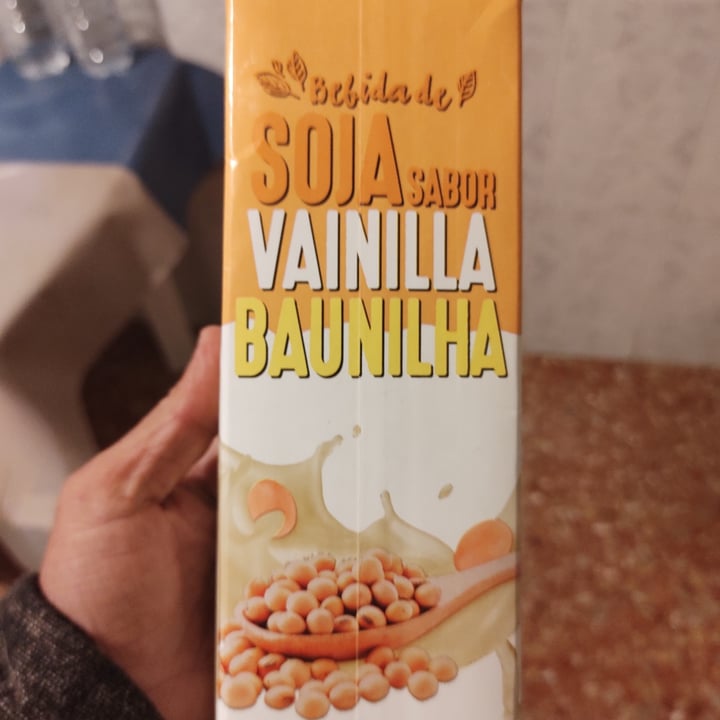 Bebida de
SOJA SABOR
VAINILLA
BAUNILHA